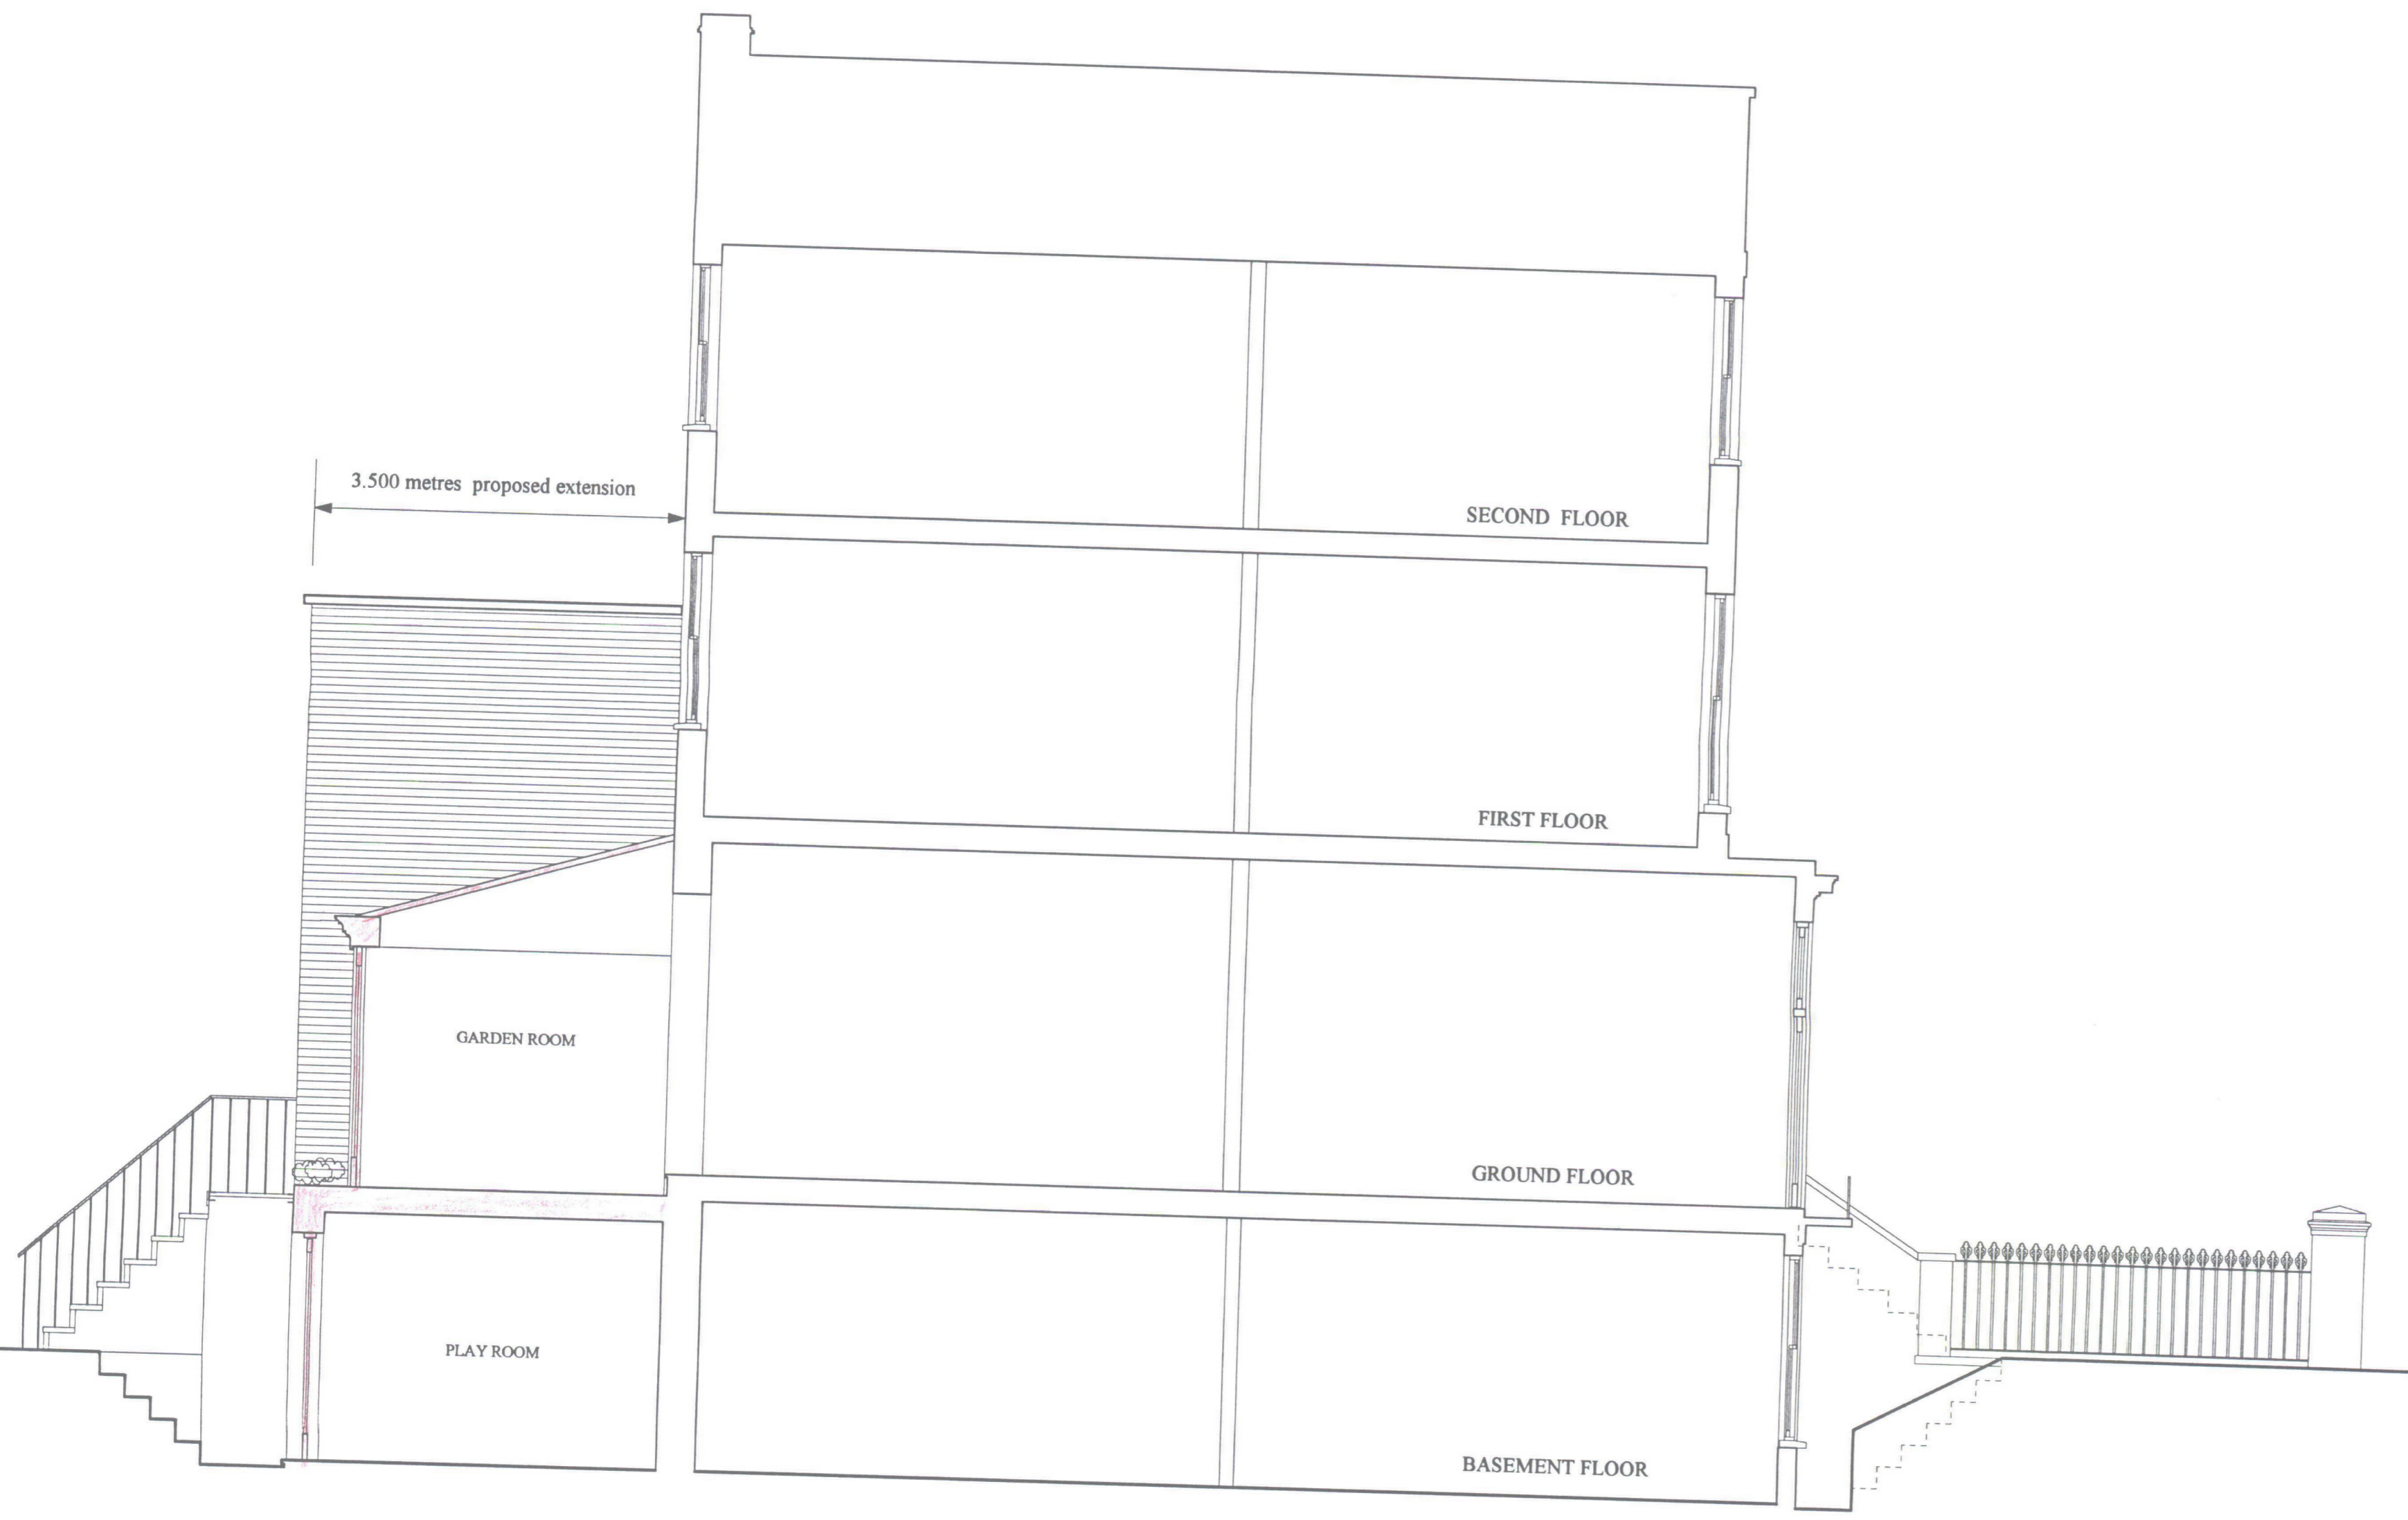 3.500 metres proposed extension
SECOND FLOOR
FIRST FLOOR
GARDEN ROOM
GROUND FLOOR
PLAY ROOM
BASEMENT FLOOR